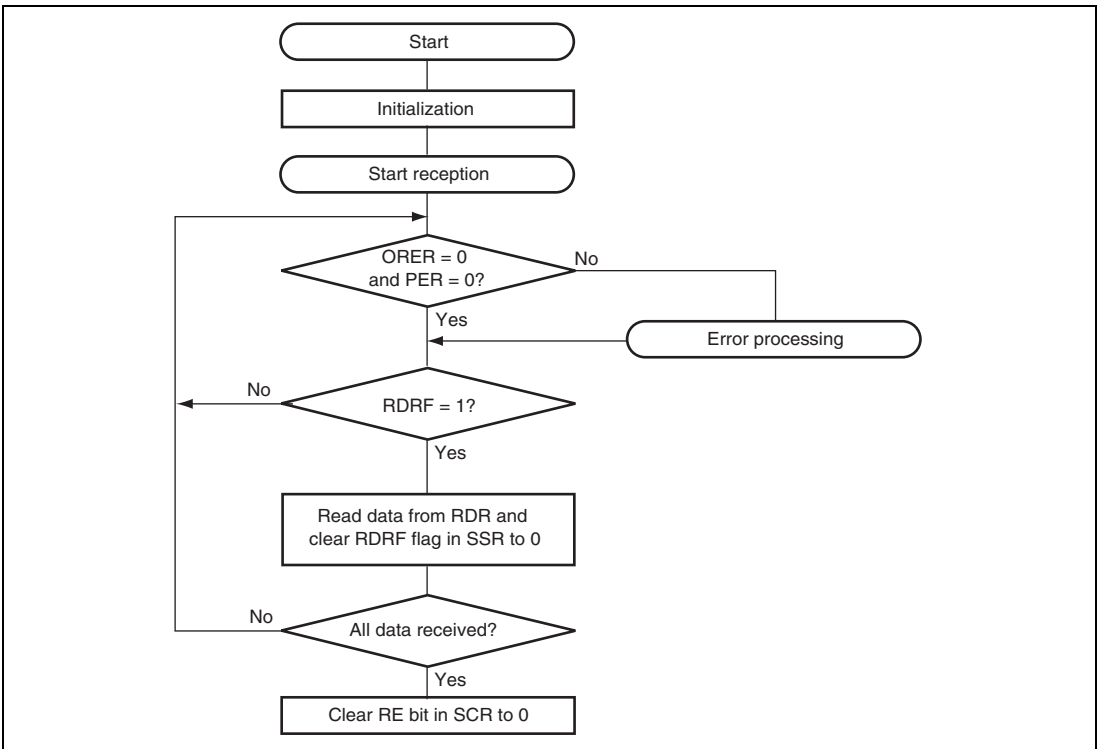 Start
Initialization
Start reception
ORER = 0
and PER = 0?
No
Yes
Error processing
No
RDRF = 1?
Yes
Read data from RDR and
clear RDRF flag in SSR to 0
No
All data received?
Yes
Clear RE bit in SCR to 0